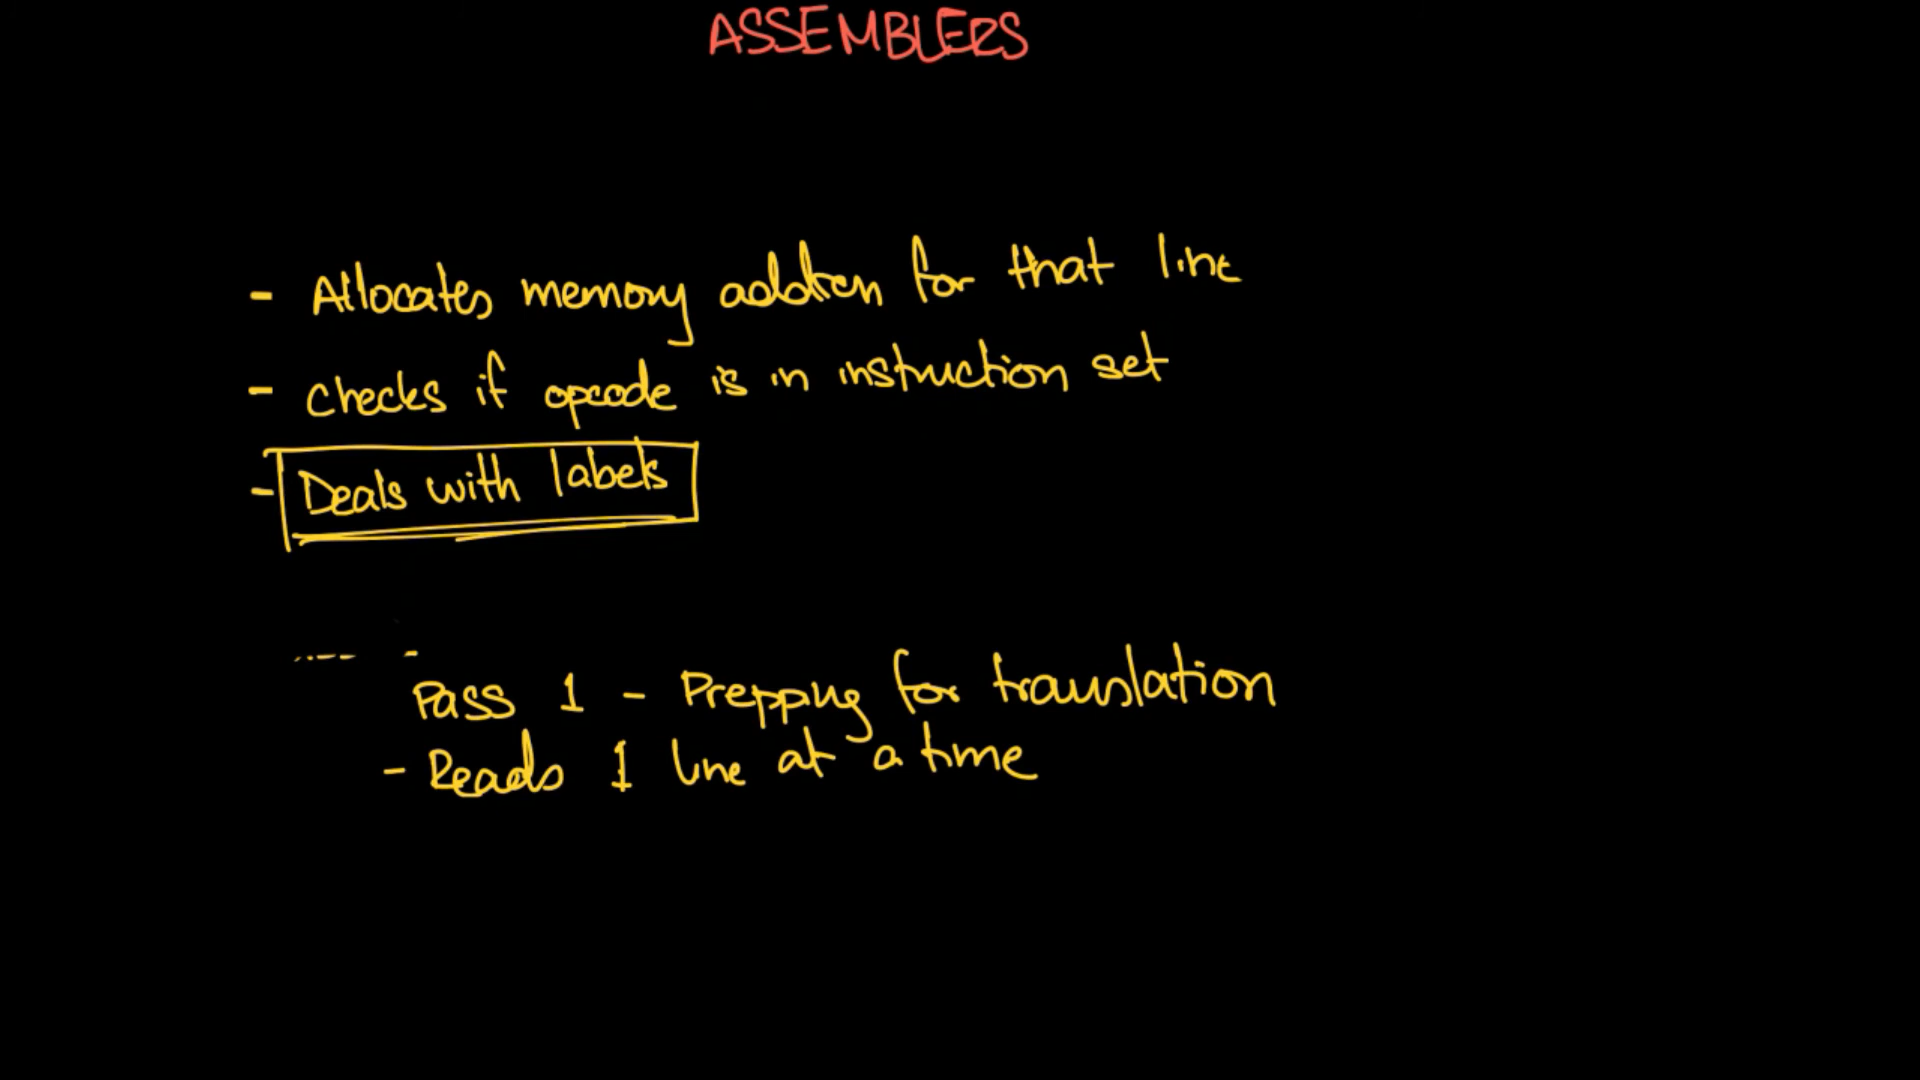 ASSEMBLERS
- Allocates memory address for that line
- Checks if opcode is in instruction set
- Deals with labels
Pass 1 - Prepping for translation
- Reads 1 line at a time